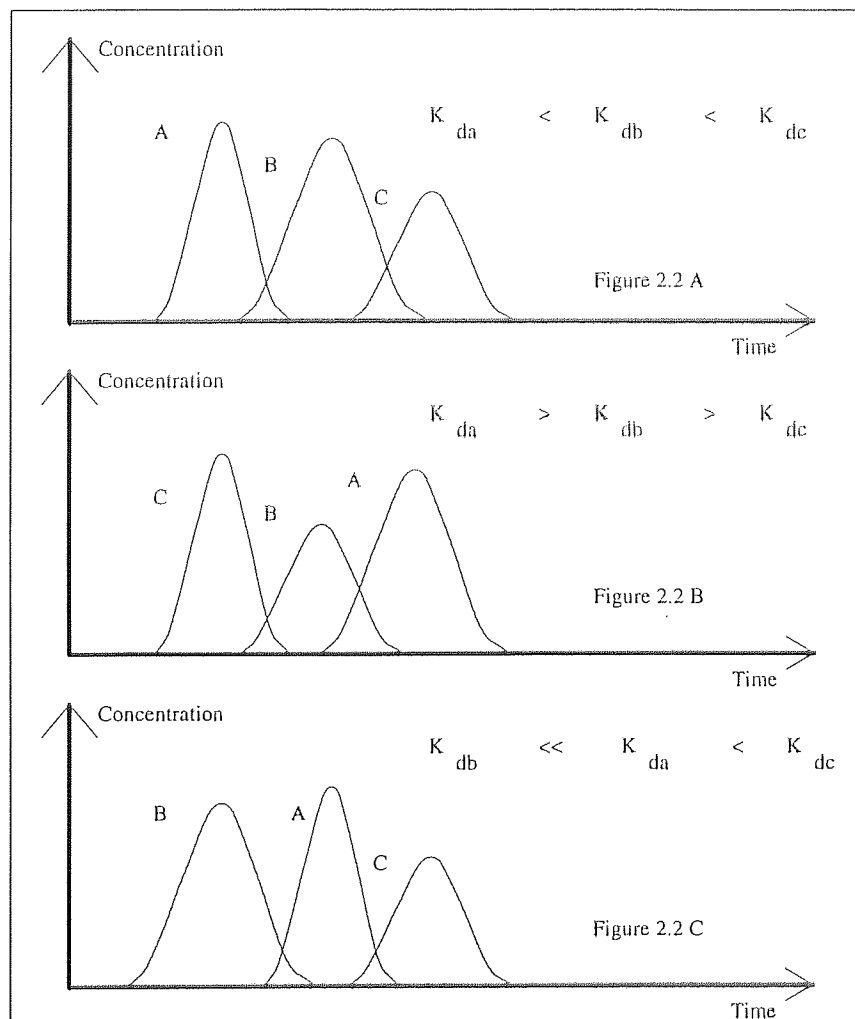 Concentration
A
K da < K db < K dc
B
C
Figure 2.2 A
Time
Concentration
K da > K db > K dc
C
B
A
Figure 2.2 B
Time
Concentration
K db << K da < K dc
B
A
C
Figure 2.2 C
Time